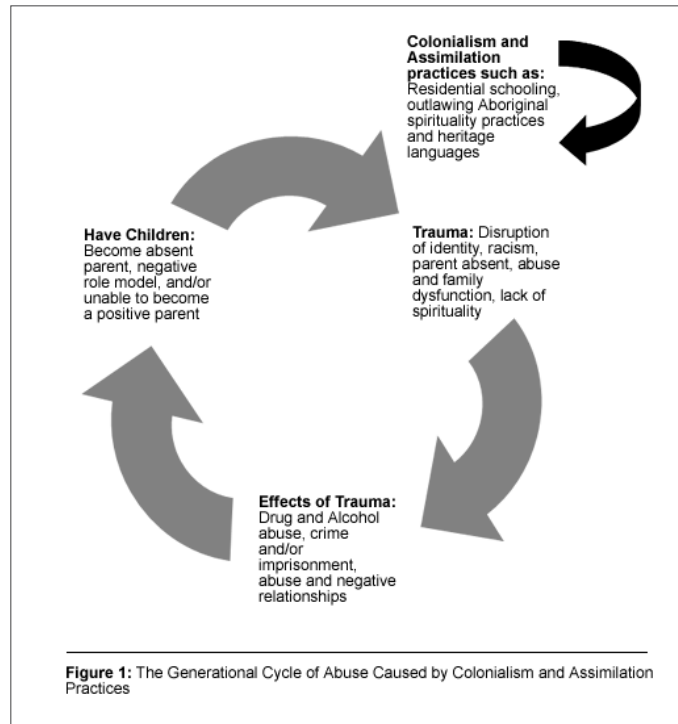 Colonialism and
Assimilation
practices such as:
Residential schooling,
outlawing Aboriginal
spirituality practices
and heritage
languages
Have Children:
Become absent
parent, negative
role model, and/or
unable to become
a positive parent
Trauma: Disruption
of identity, racism,
parent absent, abuse
and family
dysfunction, lack of
spirituality
Effects of Trauma:
Drug and Alcohol
abuse, crime
and/or
imprisonment,
abuse and negative
relationships
Figure 1: The Generational Cycle of Abuse Caused by Colonialism and Assimilation
Practices